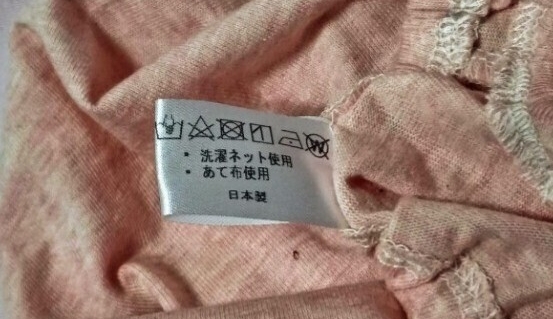 ・ 洗濯ネット使用
・ あて布使用
日本製